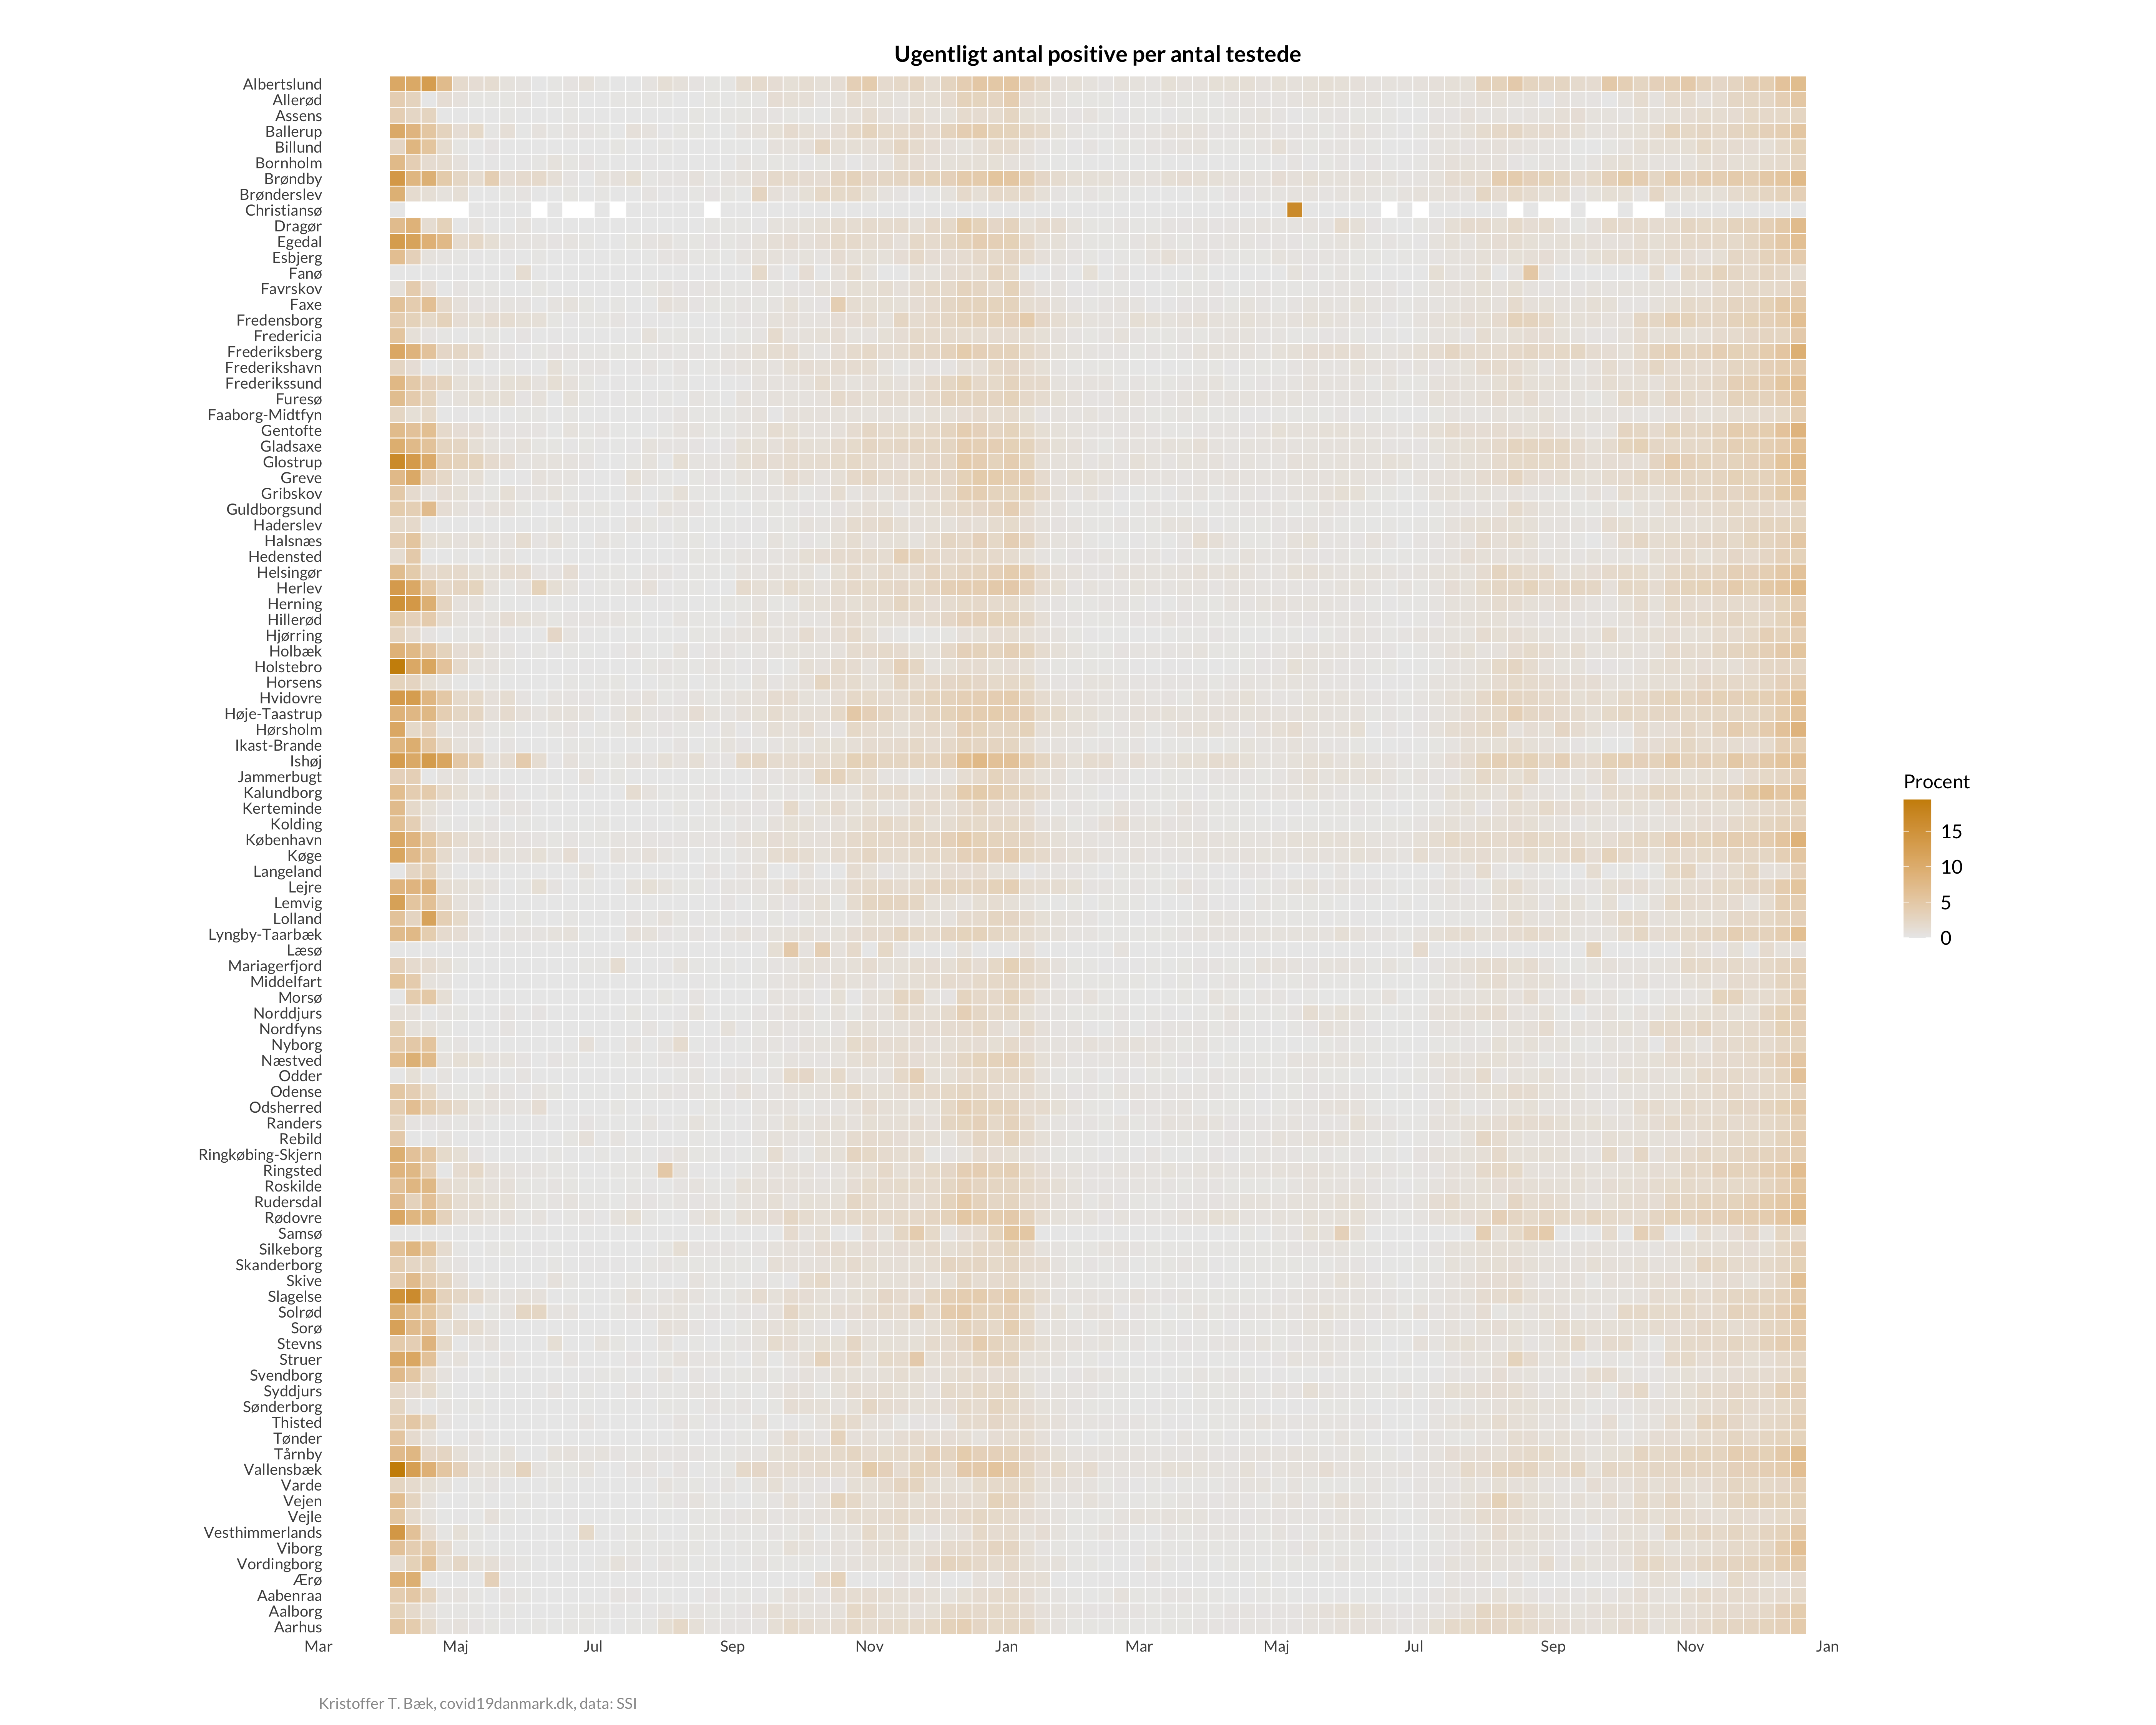 Ugentligt antal positive per antal testede
Albertslund
Allerød
Assens
Ballerup
Billund
Bornholm
Brøndby
Brønderslev
Christiansø
Dragør
Egedal
Esbjerg
Fanø
Favrskov
Faxe
Fredensborg
Fredericia
Frederiksberg
Frederikshavn
Frederikssund
Furesø
Faaborg-Midtfyn
Gentofte
Gladsaxe
Glostrup
Greve
Gribskov
Guldborgsund
Haderslev
Halsnæs
Hedensted
Helsingør
Herlev
Herning
Hillerød
Hjørring
Holbæk
Holstebro
Horsens
Hvidovre
Høje-Taastrup
Hørsholm
Ikast-Brande
Ishøj
Jammerbugt
Kalundborg
Kerteminde
Kolding
København
Køge
Langeland
Lejre
Lemvig
Lolland
Lyngby-Taarbæk
Læsø
Mariagerfjord
Middelfart
Morsø
Norddjurs
Nordfyns
Nyborg
Næstved
Odder
Odense
Odsherred
Randers
Rebild
Ringkøbing-Skjern
Ringsted
Roskilde
Rudersdal
Rødovre
Samsø
Silkeborg
Skanderborg
Skive
Slagelse
Solrød
Sorø
Stevns
Struer
Svendborg
Syddjurs
Sønderborg
Thisted
Tønder
Tårnby
Vallensbæk
Varde
Vejen
Vejle
Vesthimmerlands
Viborg
Vordingborg
Ærø
Aabenraa
Aalborg
Aarhus
Mar Maj Jul Sep Nov Jan Mar Maj Jul Sep Nov Jan
Procent
15
10
5
0
Kristoffer T. Bæk, covid19danmark.dk, data: SSI